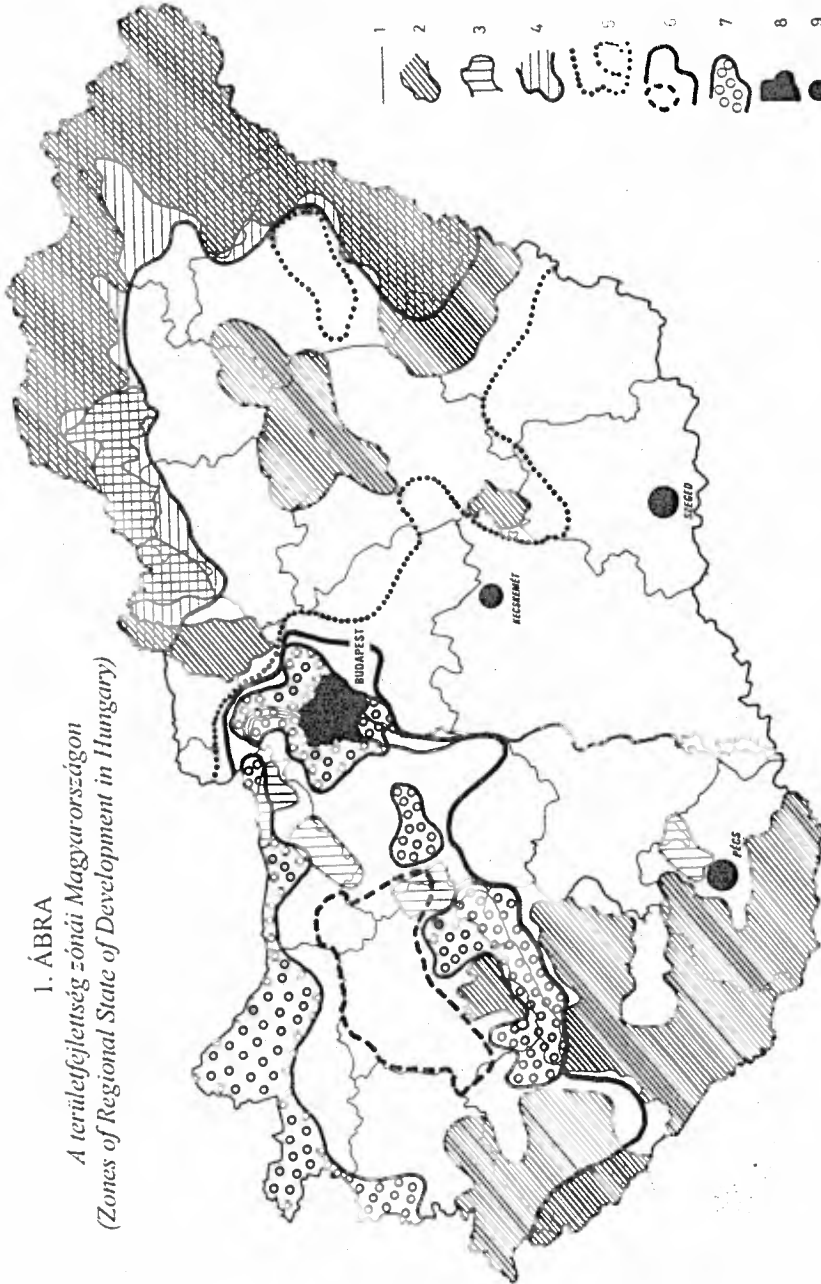 1. ÁBRA
A területfejlettség zónái Magyarországon
(Zones of Regional State of Development in Hungary)
BUDAPEST
KECSKEMÉT
SZEGED
PÉCS
1
2
3
4
5
6
7
8
9